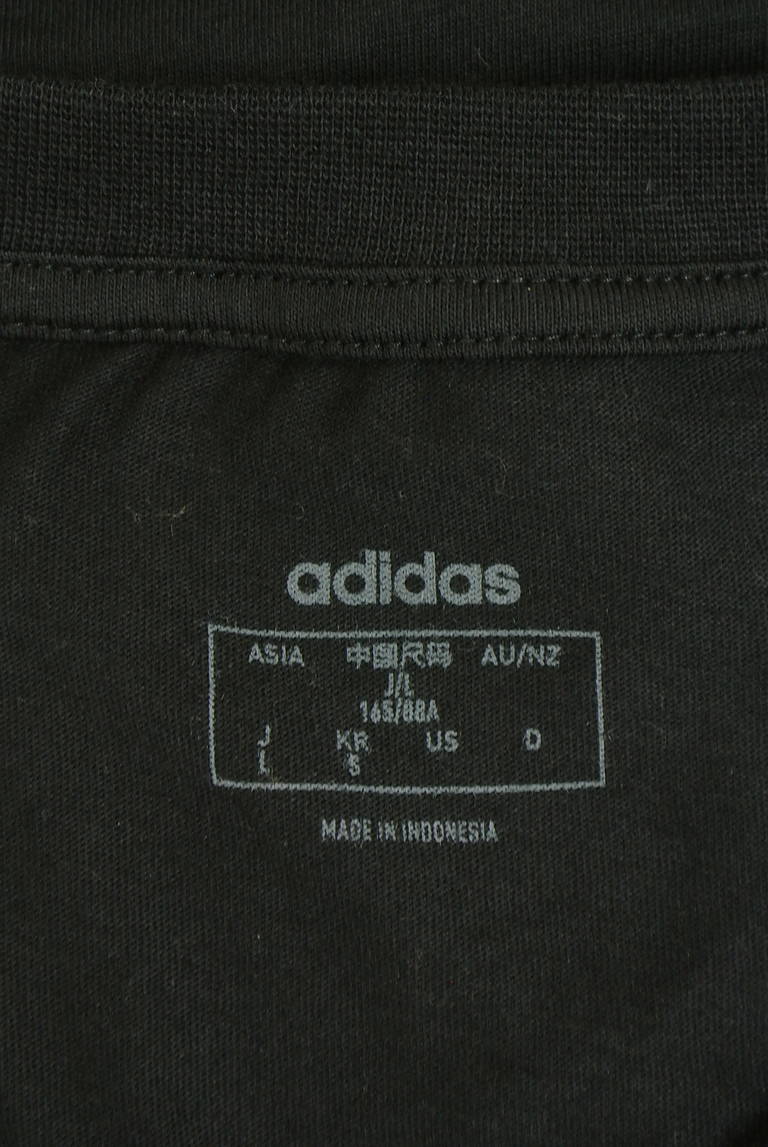 adidas
ASIA 中国尺码 AU/NZ
J/L
165/88A
J KR US D
L S
MADE IN INDONESIA